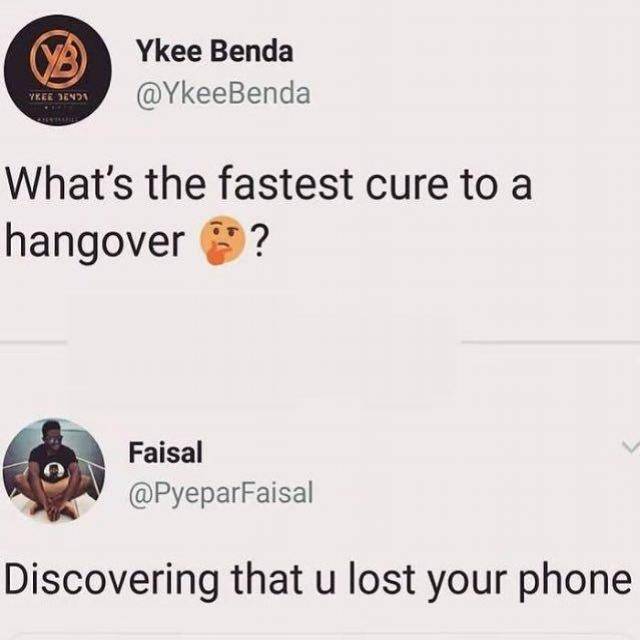 YB
YKEE BENDA
Ykee Benda
@YkeeBenda
What's the fastest cure to a
hangover 🤔?
Faisal
@PyeparFaisal
Discovering that u lost your phone